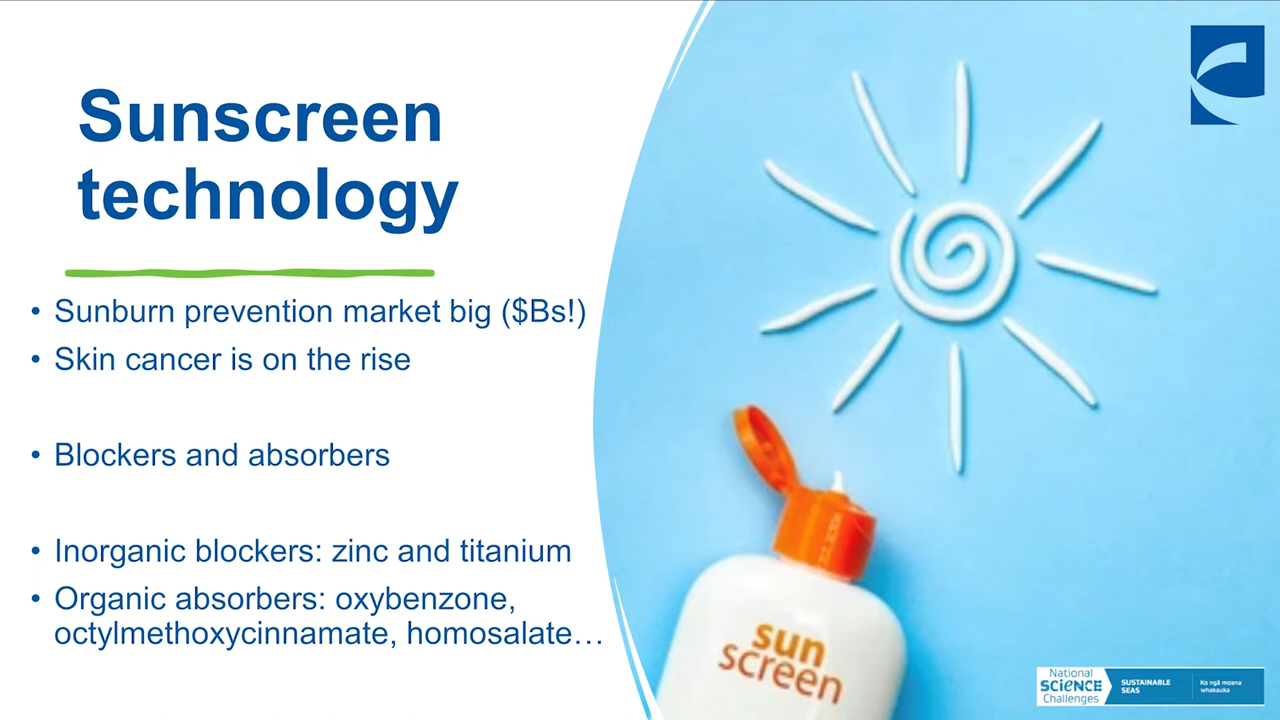 Sunscreen
technology
• Sunburn prevention market big ($Bs!)
• Skin cancer is on the rise
• Blockers and absorbers
• Inorganic blockers: zinc and titanium
• Organic absorbers: oxybenzone,
octylmethoxycinnamate, homosalate…
sun
screen
National
SCIENCE
Challenges
SUSTAINABLE
SEAS
Ko ngā moana
whakauka